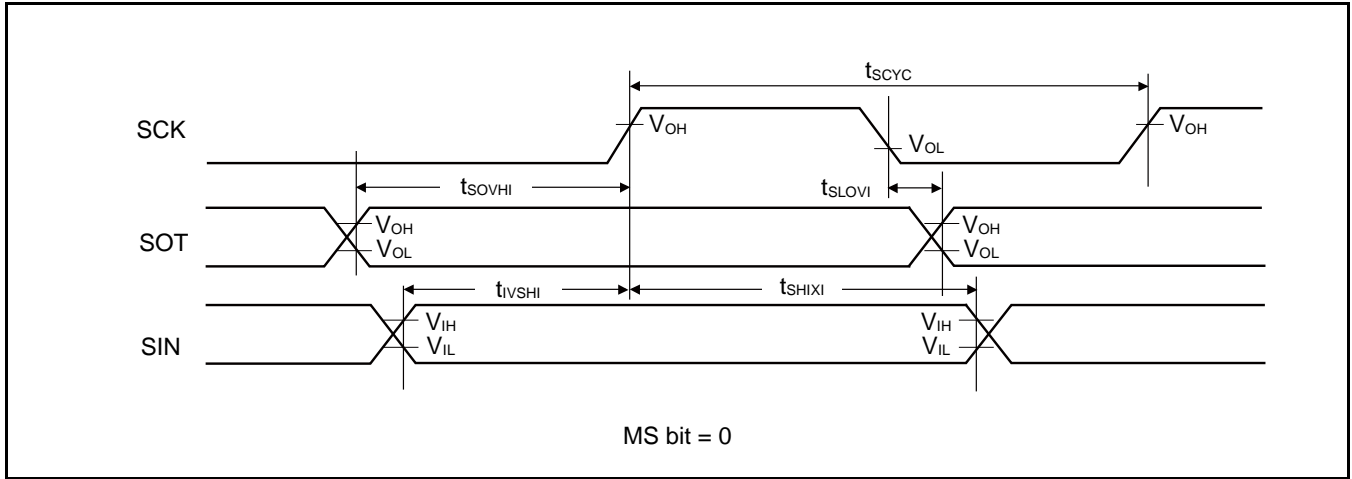 tSCYC
SCK
VOH
VOL
VOH
tSOVHI
tSLOVI
SOT
VOH
VOL
VOH
VOL
tIVSHI
tSHIXI
SIN
VIH
VIL
VIH
VIL
MS bit = 0